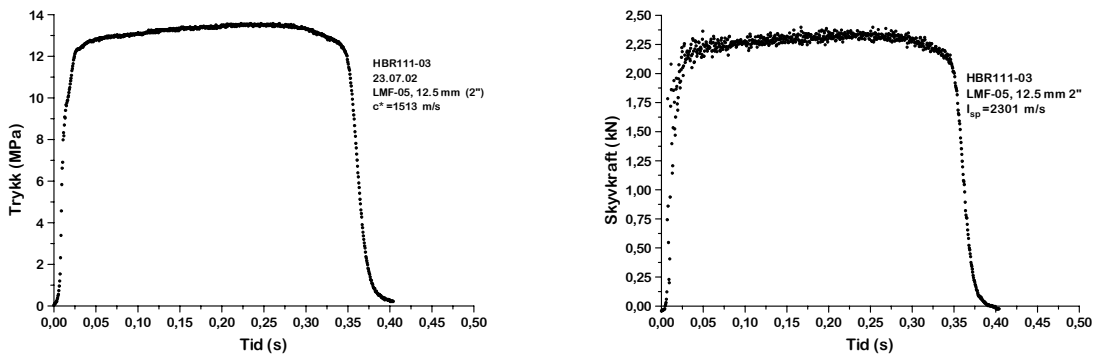 14
12
10
8
6
4
2
0
Trykk (MPa)
0,00 0,05 0,10 0,15 0,20 0,25 0,30 0,35 0,40 0,45 0,50
Tid (s)
HBR111-03
23.07.02
LMF-05, 12.5 mm (2")
c* =1513 m/s
2,50
2,25
2,00
1,75
1,50
1,25
1,00
0,75
0,50
0,25
0,00
Skyvkraft (kN)
0,00 0,05 0,10 0,15 0,20 0,25 0,30 0,35 0,40 0,45 0,50
Tid (s)
HBR111-03
LMF-05, 12.5 mm 2"
Isp=2301 m/s